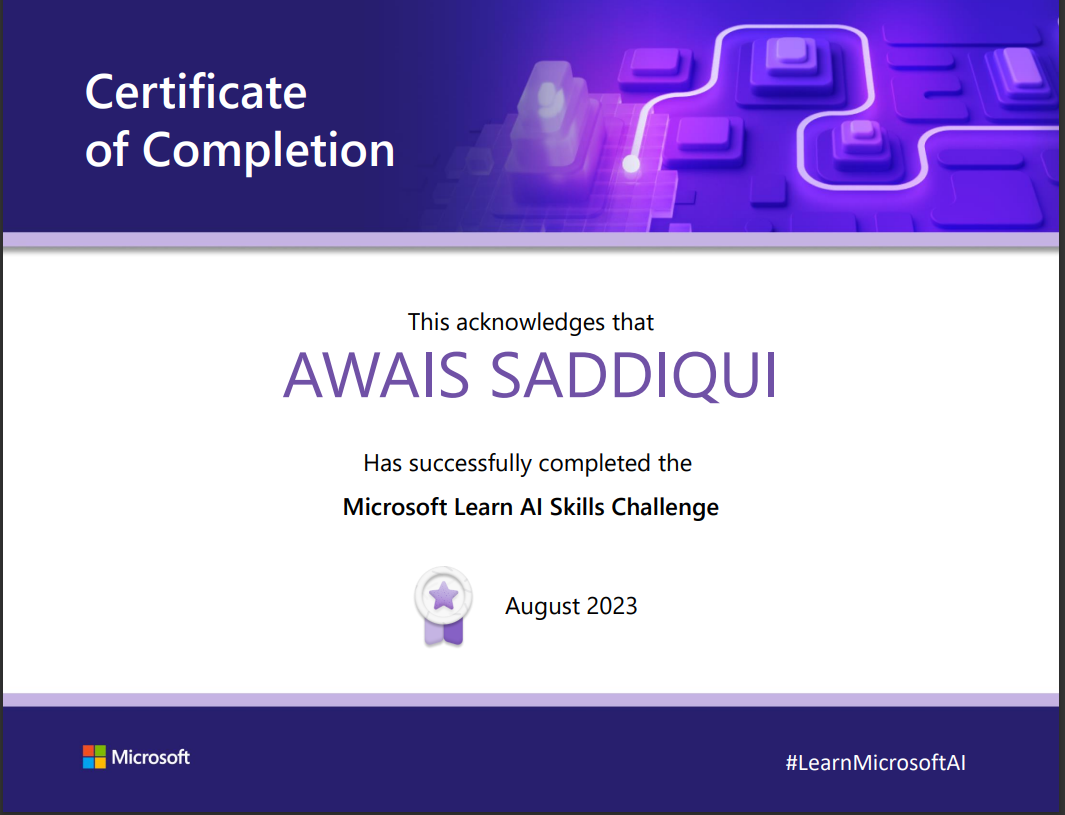 Certificate
of Completion
This acknowledges that
AWAIS SADDIQUI
Has successfully completed the
Microsoft Learn AI Skills Challenge
August 2023
Microsoft
#LearnMicrosoftAI